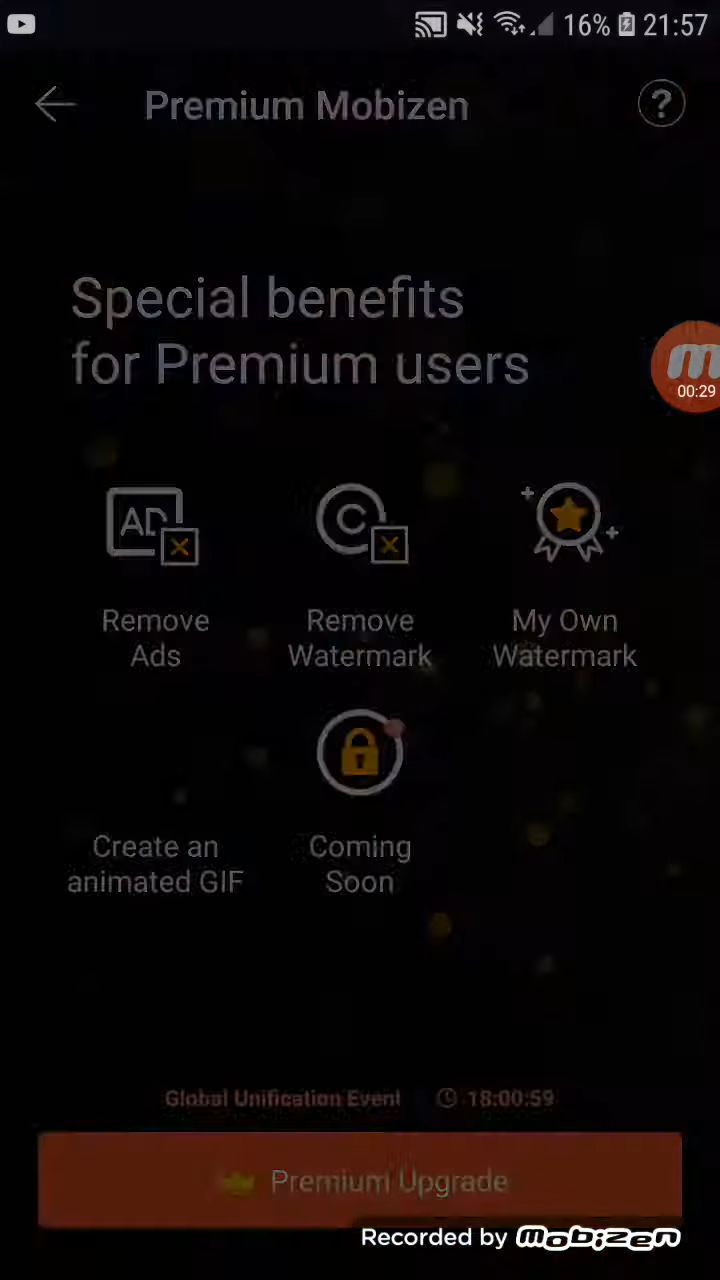 16% 21:57
Premium Mobizen ?
Special benefits
for Premium users
m
00:29
AD
C
Remove
Ads
Remove
Watermark
My Own
Watermark
Create an
animated GIF
Coming
Soon
Global Unification Event 18:00:59
Premium Upgrade
Recorded by mobizen